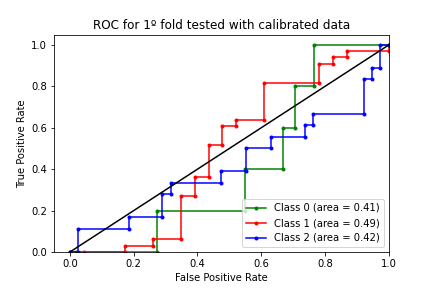 ROC for 1º fold tested with calibrated data
True Positive Rate
1.0
0.8
0.6
0.4
0.2
0.0
Class 0 (area = 0.41)
Class 1 (area = 0.49)
Class 2 (area = 0.42)
0.0 0.2 0.4 0.6 0.8 1.0
False Positive Rate